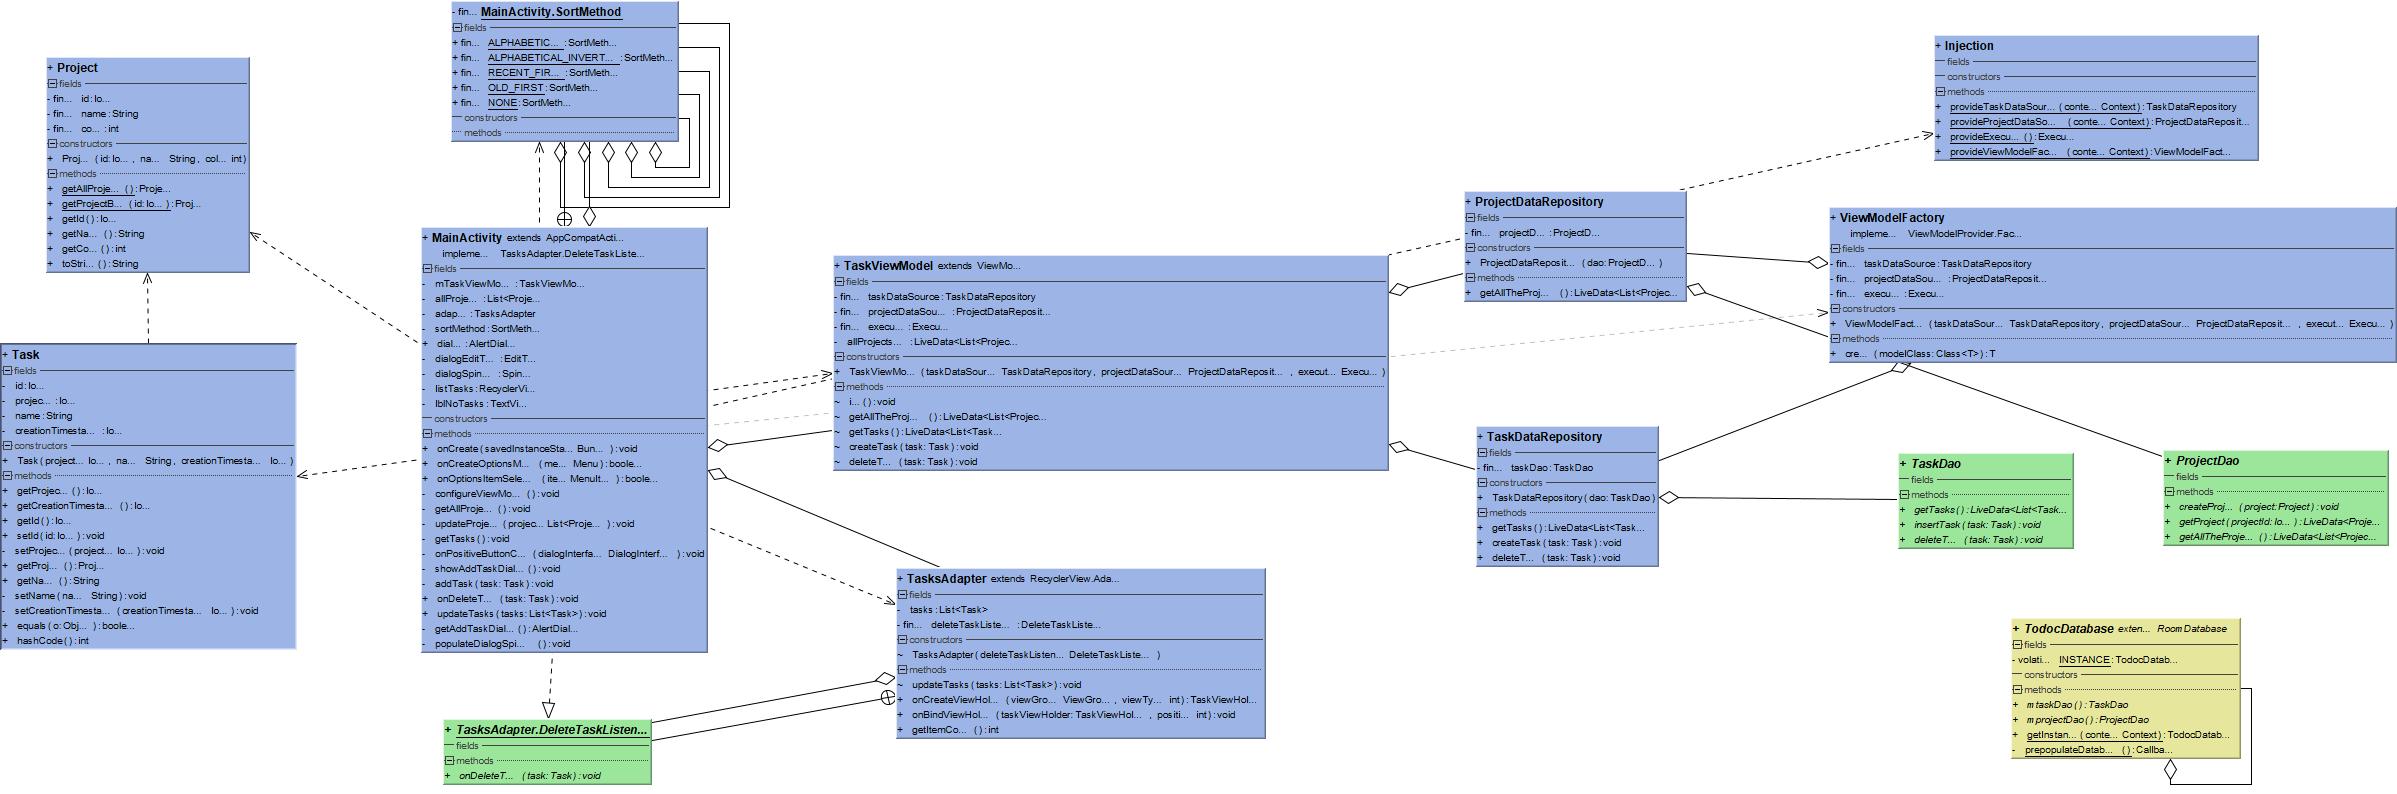 - fin... MainActivity.SortMethod
fields
+ fin... ALPHABETIC... : SortMeth...
+ fin... ALPHABETICAL_INVERT... : SortMeth...
+ fin... RECENT_FIR... : SortMeth...
+ fin... OLD_FIRST : SortMeth...
+ fin... NONE : SortMeth...
constructors
methods
+ Project
fields
- fin... id : lo...
- fin... name : String
- fin... co... : int
constructors
+ Proj... ( id: lo... , na... String , col... int )
methods
+ getAllProje... ( ) : Proje...
+ getProjectB... ( id: lo... ) : Proj...
+ getId ( ) : lo...
+ getNa... ( ) : String
+ getCo... ( ) : int
+ toStri... ( ) : String
+ Task
fields
- id : lo...
- projec... : lo...
- name : String
- creationTimesta... : lo...
constructors
+ Task ( project... lo... , na... String , creationTimesta... lo... )
methods
+ getProjec... ( ) : lo...
+ getCreationTimesta... ( ) : lo...
+ getId ( ) : lo...
+ setId ( id: lo... ) : void
- setProjec... ( project... lo... ) : void
+ getProj... ( ) : Proj...
+ getNa... ( ) : String
- setName ( na... String ) : void
- setCreationTimesta... ( creationTimesta... lo... ) : void
+ equals ( o: Obj... ) : boole...
+ hashCode ( ) : int
+ MainActivity extends AppCompatActi...
impleme... TasksAdapter.DeleteTaskListe...
fields
- mTaskViewMo... : TaskViewMo...
- allProje... : List<Proje...
- adap... : TasksAdapter
- sortMethod : SortMeth...
+ dial... : AlertDial...
- dialogEditT... : EditT...
- dialogSpin... : Spin...
- listTasks : RecyclerVi...
- lblNoTasks : TextVi...
constructors
methods
+ onCreate ( savedInstanceSta... Bun... ) : void
+ onCreateOptionsM... ( me... Menu ) : boole...
+ onOptionsItemSele... ( ite... MenuIt... ) : boole...
- configureViewMo... ( ) : void
- getAllProje... ( ) : void
- updateProje... ( projec... List<Proje... ) : void
- getTasks ( ) : void
- onPositiveButtonC... ( dialogInterfa... DialogInterf... ) : void
- showAddTaskDial... ( ) : void
- addTask ( task: Task ) : void
+ onDeleteT... ( task: Task ) : void
+ updateTasks ( tasks: List<Task> ) : void
- getAddTaskDial... ( ) : AlertDial...
- populateDialogSpi... ( ) : void
+ TasksAdapter.DeleteTaskListen...
fields
methods
+ onDeleteT... ( task: Task ) : void
+ TaskViewModel extends ViewMo...
fields
- fin... taskDataSource : TaskDataRepository
- fin... projectDataSou... : ProjectDataReposit...
- fin... execu... : Execu...
- allProjects... : LiveData<List<Projec...
constructors
+ TaskViewMo... ( taskDataSour... TaskDataRepository , projectDataSour... ProjectDataReposit... , execut... Execu... )
methods
~ i... ( ) : void
~ getAllTheProj... ( ) : LiveData<List<Projec...
~ getTasks ( ) : LiveData<List<Task...
~ createTask ( task: Task ) : void
~ deleteT... ( task: Task ) : void
+ TasksAdapter extends RecyclerView.Ada...
fields
- tasks : List<Task>
- fin... deleteTaskListe... : DeleteTaskListe...
constructors
~ TasksAdapter ( deleteTaskListen... DeleteTaskListe... )
methods
~ updateTasks ( tasks: List<Task> ) : void
+ onCreateViewHol... ( viewGro... ViewGro... , viewTy... int ) : TaskViewHol...
+ onBindViewHol... ( taskViewHolder: TaskViewHol... , positi... int ) : void
+ getItemCo... ( ) : int
+ ProjectDataRepository
fields
- fin... projectD... : ProjectD...
constructors
+ ProjectDataReposit... ( dao: ProjectD... )
methods
+ getAllTheProj... ( ) : LiveData<List<Projec...
+ TaskDataRepository
fields
- fin... taskDao : TaskDao
constructors
+ TaskDataRepository ( dao: TaskDao )
methods
+ getTasks ( ) : LiveData<List<Task...
+ createTask ( task: Task ) : void
+ deleteT... ( task: Task ) : void
+ Injection
fields
constructors
methods
+ provideTaskDataSour... ( conte... Context ) : TaskDataRepository
+ provideProjectDataSo... ( conte... Context ) : ProjectDataReposit...
+ provideExecu... ( ) : Execu...
+ provideViewModelFac... ( conte... Context ) : ViewModelFact...
+ ViewModelFactory
impleme... ViewModelProvider.Fac...
fields
- fin... taskDataSource : TaskDataRepository
- fin... projectDataSou... : ProjectDataReposit...
- fin... execu... : Execu...
constructors
+ ViewModelFact... ( taskDataSour... TaskDataRepository , projectDataSour... ProjectDataReposit... , execut... Execu... )
methods
+ cre... ( modelClass: Class<T> ) : T
+ TaskDao
fields
methods
+ getTasks ( ) : LiveData<List<Task...
+ insertTask ( task: Task ) : void
+ deleteT... ( task: Task ) : void
+ ProjectDao
fields
methods
+ createProj... ( project: Project ) : void
+ getProject ( projectId: lo... ) : LiveData<Proje...
+ getAllTheProje... ( ) : LiveData<List<Projec...
+ TodocDatabase exten... RoomDatabase
fields
- volati... INSTANCE : TodocDatab...
constructors
methods
+ mtaskDao ( ) : TaskDao
+ mprojectDao ( ) : ProjectDao
+ getInstan... ( conte... Context ) : TodocDatab...
- prepopulateDatab... ( ) : Callba...